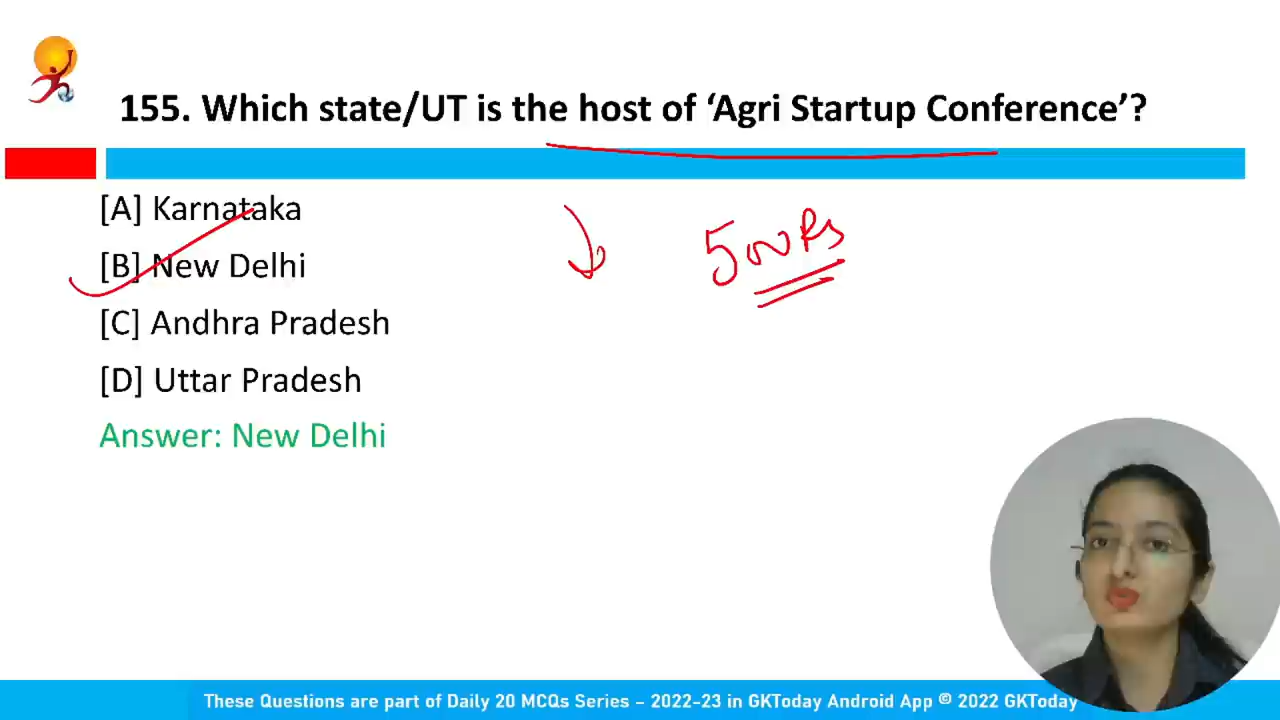 155. Which state/UT is the host of ‘Agri Startup Conference’?
[A] Karnataka
[B] New Delhi
[C] Andhra Pradesh
[D] Uttar Pradesh
Answer: New Delhi
500 Rs
These Questions are part of Daily 20 MCQs Series – 2022-23 in GKToday Android App © 2022 GKToday